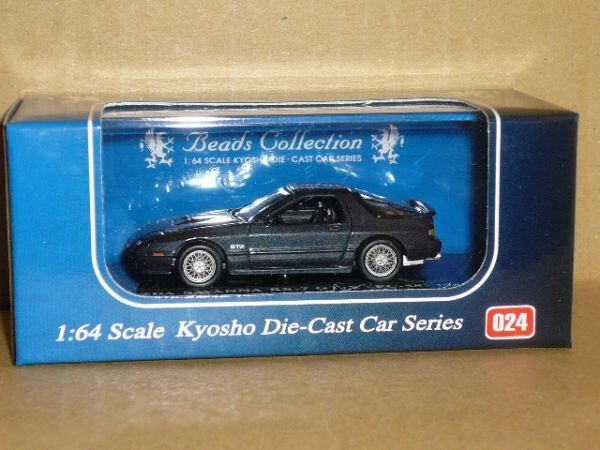 Beads Collection
1:64 SCALE KYOSHO DIE-CAST CAR SERIES
GTX
1:64 Scale Kyosho Die-Cast Car Series
024